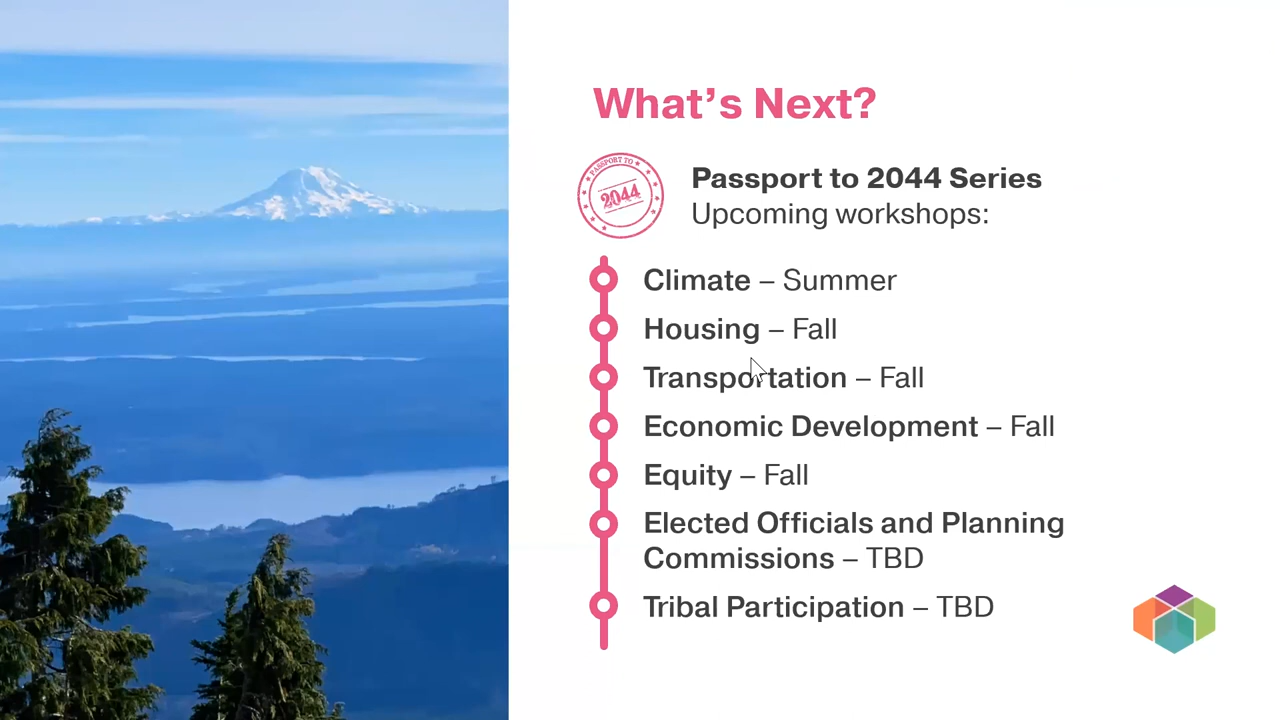 What's Next?
PASSPORT TO
2044
Passport to 2044 Series
Upcoming workshops:
Climate – Summer
Housing – Fall
Transportation – Fall
Economic Development – Fall
Equity – Fall
Elected Officials and Planning
Commissions – TBD
Tribal Participation – TBD